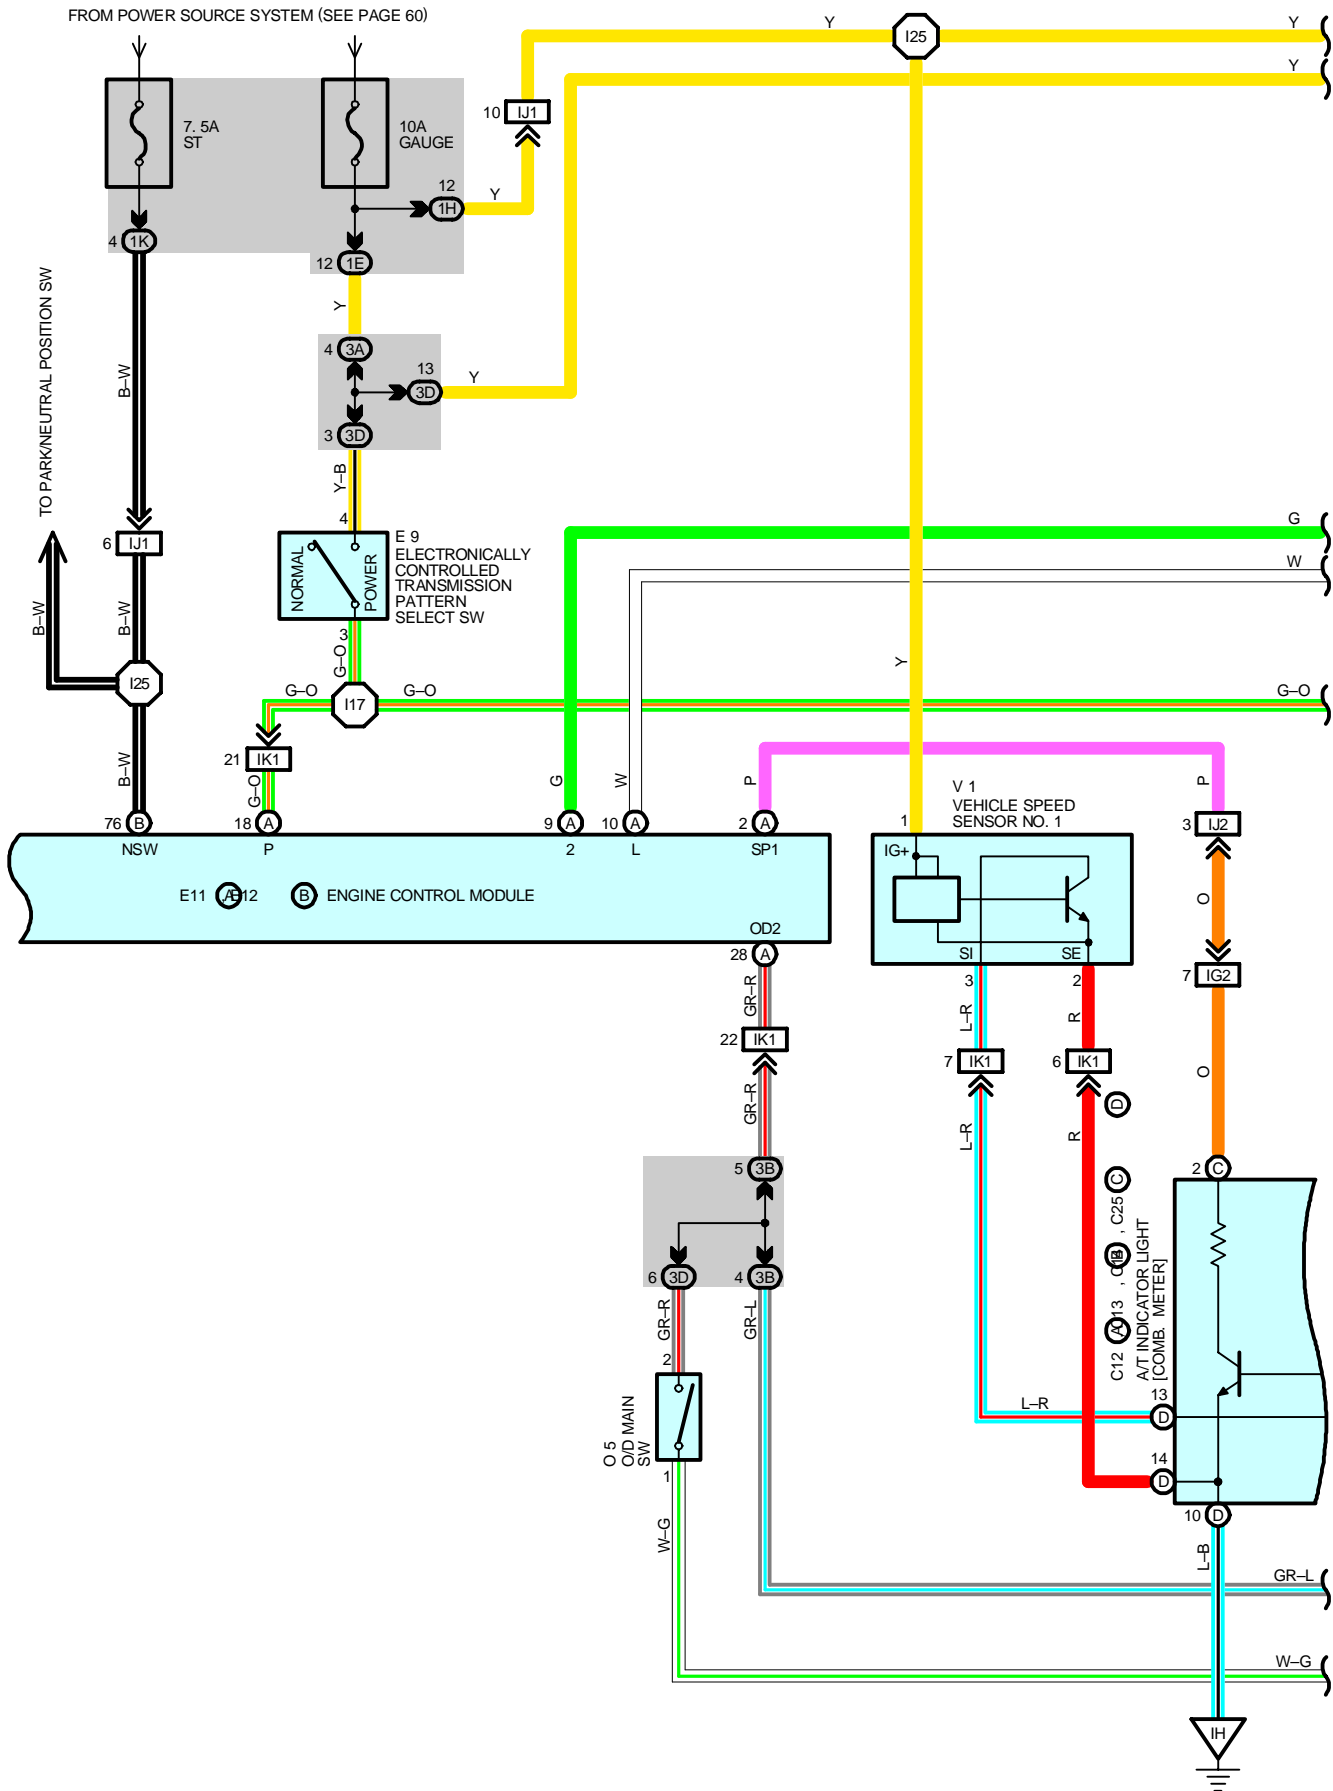 FROM POWER SOURCE SYSTEM (SEE PAGE 60)
Y
I25
Y
Y
7. 5A
ST
10A
GAUGE
10 IJ1
12
1H
Y
4 1K
12 1E
TO PARK/NEUTRAL POSITION SW
B–W
Y
4 3A
13
3D
Y
3 3D
Y–B
4
E 9
ELECTRONICALLY
CONTROLLED
TRANSMISSION
PATTERN
SELECT SW
NORMAL
POWER
6 IJ1
G
W
B–W
B–W
3
G–O
Y
I25
G–O
I17
G–O
G–O
B–W
21 IK1
G–O
G
W
P
P
V 1
VEHICLE SPEED
SENSOR NO. 1
76 B
18 A
9 A
10 A
2 A
1
3 IJ2
NSW
P
2
L
SP1
IG+
E11 A E12 B ENGINE CONTROL MODULE
O
OD2
28 A
SI
SE
3
2
7 IG2
GR–R
L–R
R
22 IK1
7 IK1
6 IK1
O
GR–R
L–R
R
D
5 3B
2 C
C12 A C13 , , C25 C
A/T INDICATOR LIGHT
[COMB. METER]
6 3D
4 3B
GR–R
GR–L
2
O 5
O/D MAIN
SW
1
L–R
13
D
14
D
10 D
W–G
L–B
GR–L
W–G
IH